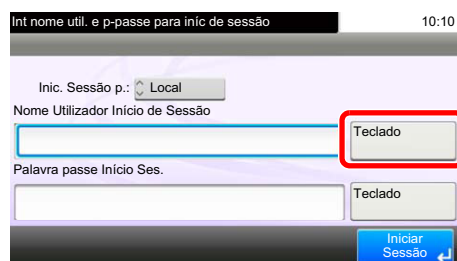 Int nome util. e p-passe para iníc de sessão 10:10
Inic. Sessão p.: Local
Nome Utilizador Início de Sessão
Teclado
Palavra passe Início Ses.
Teclado
Iniciar
Sessão